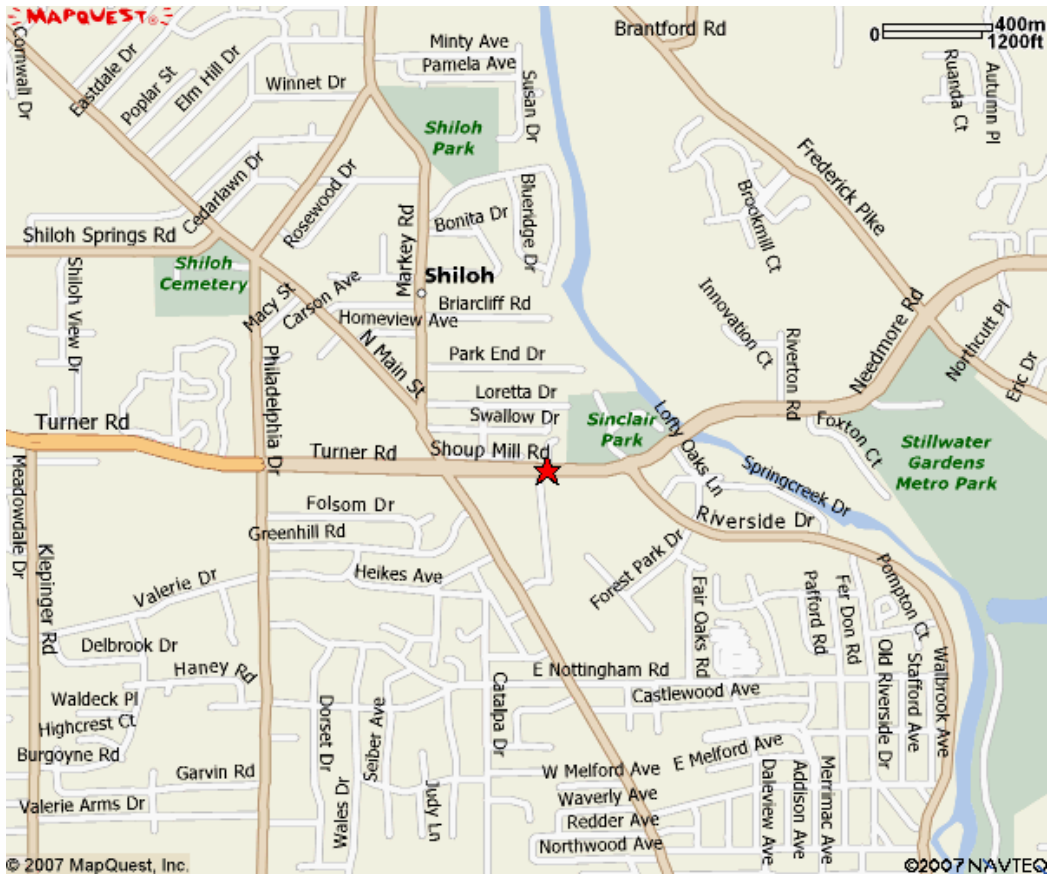 MAPQUEST®
Cornwall Dr
Eastdale Dr
Poplar St
Elm Hill Dr
Winnet Dr
Minty Ave
Pamela Ave
Susan Dr
Brantford Rd
0
400m
1200ft
Ruanda Ct
Autumn Pl
Shiloh
Park
Frederick Pike
Brookmill Ct
Cedarlawn Dr
Rosewood Dr
Markey Rd
Bonita Dr
Blueridge Dr
Shiloh Springs Rd
Shiloh
Cemetery
Shiloh View Dr
Macy St
Carson Ave
Shiloh
Briarcliff Rd
Homeview Ave
N Main St
Park End Dr
Philadelphia Dr
Innovation Ct
Riverton Rd
Needmore Rd
Northcutt Pl
Eric Dr
Loretta Dr
Swallow Dr
Sinclair
Park
Lofty Oaks Ln
Foxton Ct
Stillwater
Gardens
Metro Park
Turner Rd
Turner Rd
Shoup Mill Rd
Springcreek Dr
Riverside Dr
Meadowdale Dr
Klepinger Rd
Folsom Dr
Greenhill Rd
Heikes Ave
Valerie Dr
Forest Park Dr
Fair Oaks Rd
Pafford Rd
Fer Don Rd
Pompton Ct
Old Riverside Dr
Stafford Ave
Walbrook Ave
Delbrook Dr
Haney Rd
E Nottingham Rd
Castlewood Ave
Waldeck Pl
Highcrest Ct
Burgoyne Rd
Garvin Rd
Valerie Arms Dr
Dorset Dr
Wales Dr
Seiber Ave
Judy Ln
Catalpa Dr
E Melford Ave
W Melford Ave
Waverly Ave
Redder Ave
Northwood Ave
Daleview Ave
Addison Ave
Merrimac Ave
© 2007 MapQuest, Inc.
©2007 NAVTEQ